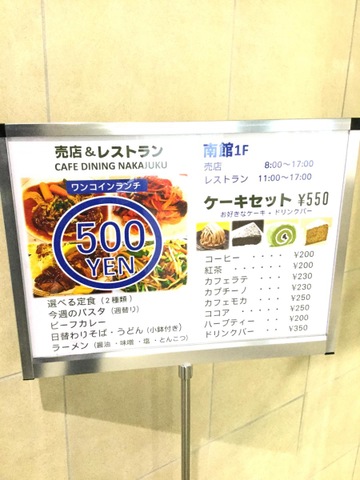 売店&レストラン
CAFE DINING NAKAJUKU
ワンコインランチ
500
YEN
選べる定食(2種類)
今週のパスタ(週替り)
ビーフカレー
日替わりそば・うどん(小鉢付き)
ラーメン(醤油・味噌・塩・とんこつ)
南館1F
売店 8:00〜17:00
レストラン 11:00〜17:00
ケーキセット ¥550
お好きなケーキ + ドリンクバー
コーヒー ・・・・ ¥200
紅茶 ・・・・・・ ¥200
カフェラテ ・・・ ¥230
カプチーノ ・・・ ¥230
カフェモカ ・・・ ¥250
ココア ・・・・・ ¥250
ハーブティー ・・ ¥200
ドリンクバー ・・ ¥350